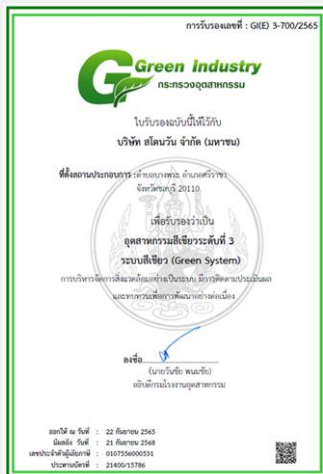 การรับรองเลขที่ : GI(E) 3-700/2565
Green Industry
กระทรวงอุตสาหกรรม
ใบรับรองฉบับนี้ให้ไว้กับ
บริษัท สโตนวัน จำกัด (มหาชน)
ที่ตั้งสถานประกอบการ : ตำบลบางพระ อำเภอศรีราชา
จังหวัดชลบุรี 20110
เพื่อรับรองว่าเป็น
อุตสาหกรรมสีเขียวระดับที่ 3
ระบบสีเขียว (Green System)
การบริหารจัดการสิ่งแวดล้อมอย่างเป็นระบบ มีการติดตามประเมินผล
และทบทวนเพื่อการพัฒนาอย่างต่อเนื่อง
ลงชื่อ
(นายวันชัย พนมชัย)
อธิบดีกรมโรงงานอุตสาหกรรม
ออกให้ ณ วันที่ : 22 กันยายน 2565
มีผลถึง วันที่ : 21 กันยายน 2568
เลขประจำตัวผู้เสียภาษี : 0107556000531
ประทานบัตรที่ : 21400/15786